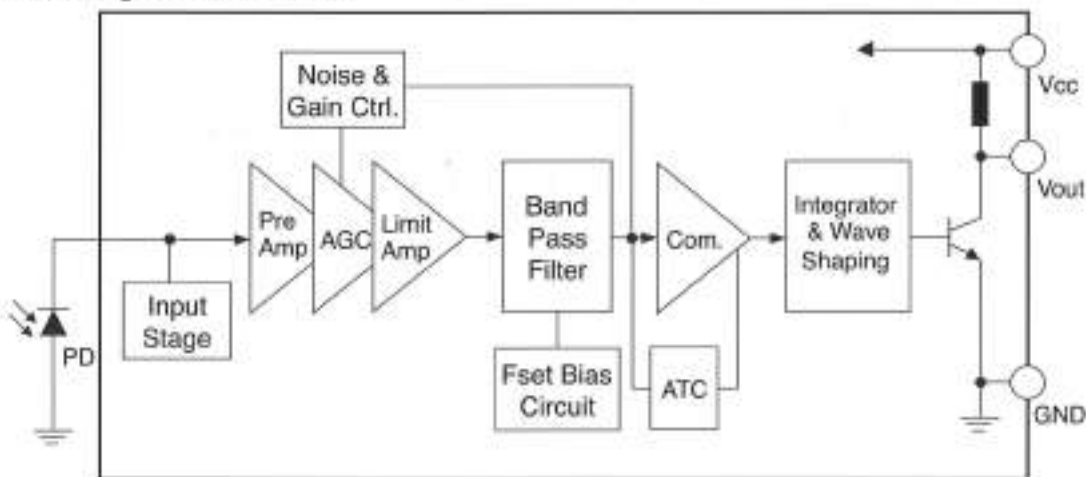 Noise &
Gain Ctrl.
Vcc
Vout
Pre
Amp
AGC
Limit
Amp
Band
Pass
Filter
Com.
Integrator
& Wave
Shaping
Input
Stage
PD
Fset Bias
Circuit
ATC
GND